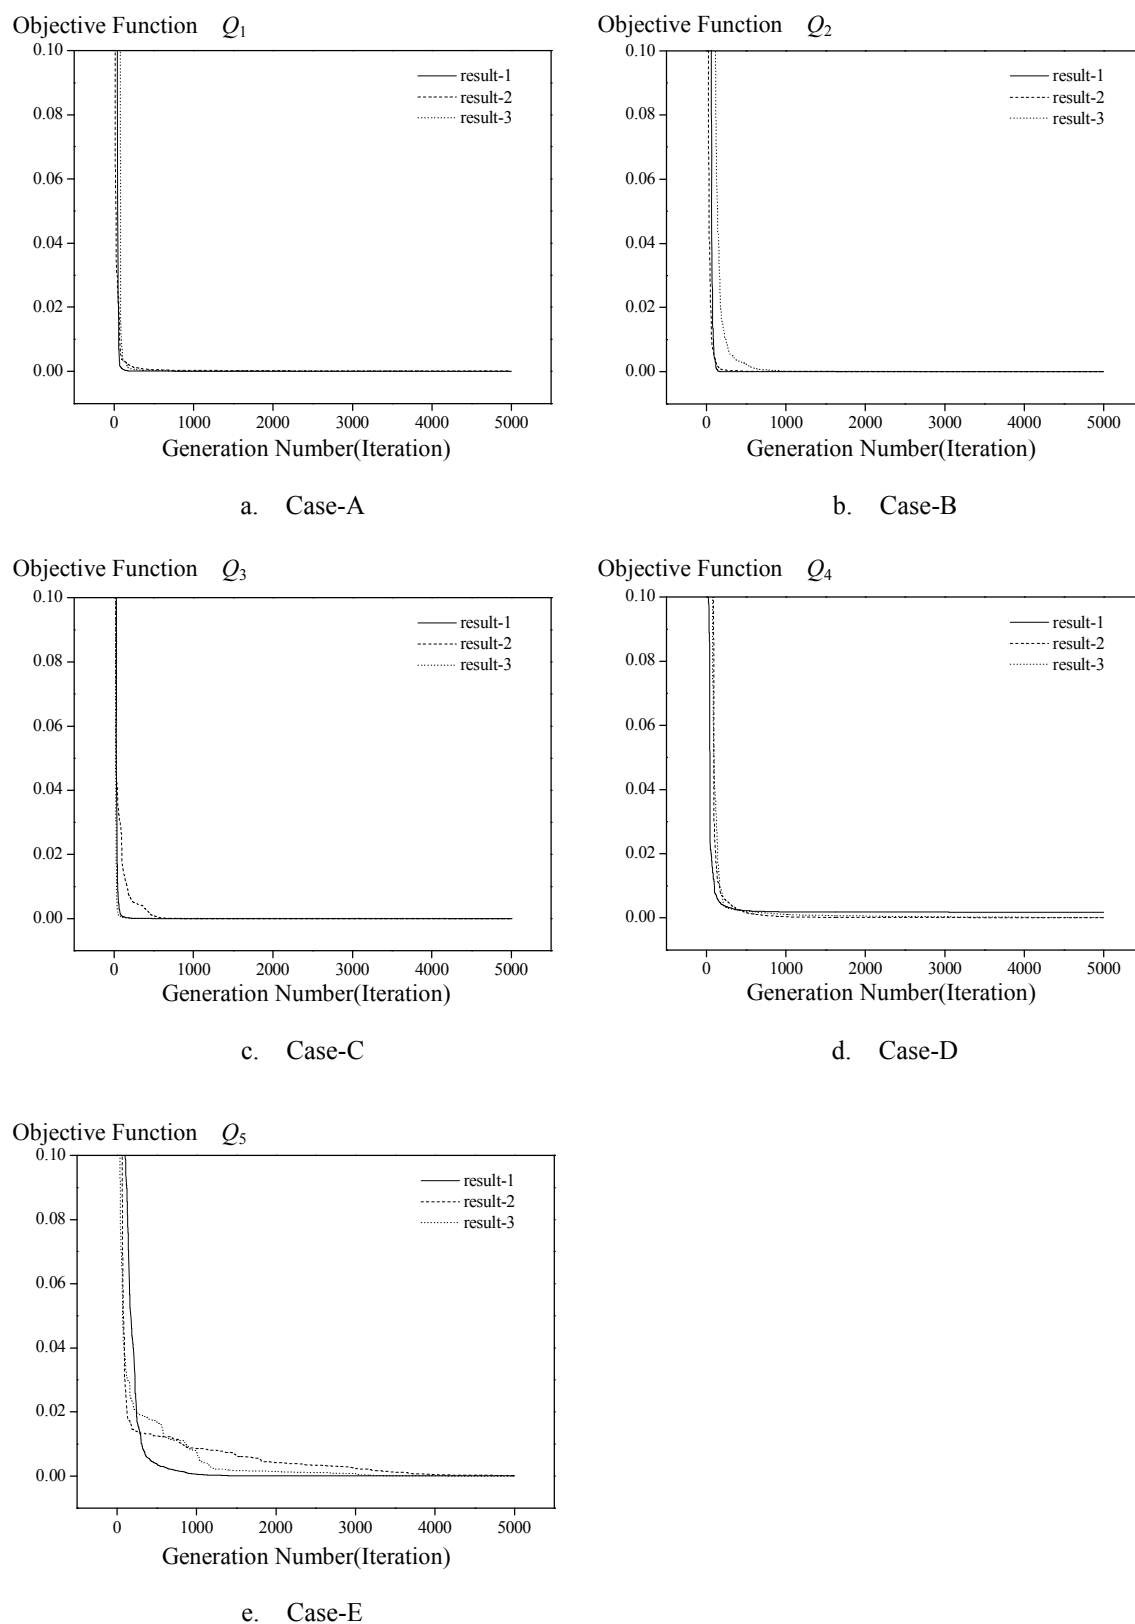 Objective Function Q1
0.10
0.08
0.06
0.04
0.02
0.00
result-1
result-2
result-3
0 1000 2000 3000 4000 5000
Generation Number(Iteration)
a. Case-A
Objective Function Q2
0.10
0.08
0.06
0.04
0.02
0.00
result-1
result-2
result-3
0 1000 2000 3000 4000 5000
Generation Number(Iteration)
b. Case-B
Objective Function Q3
0.10
0.08
0.06
0.04
0.02
0.00
result-1
result-2
result-3
0 1000 2000 3000 4000 5000
Generation Number(Iteration)
c. Case-C
Objective Function Q4
0.10
0.08
0.06
0.04
0.02
0.00
result-1
result-2
result-3
0 1000 2000 3000 4000 5000
Generation Number(Iteration)
d. Case-D
Objective Function Q5
0.10
0.08
0.06
0.04
0.02
0.00
result-1
result-2
result-3
0 1000 2000 3000 4000 5000
Generation Number(Iteration)
e. Case-E